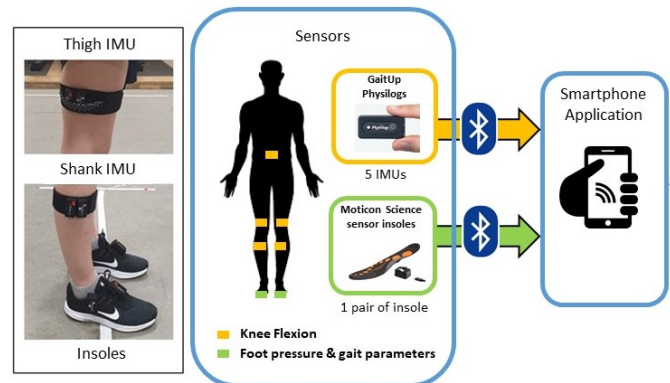 Thigh IMU
Shank IMU
Insoles
Sensors
GaitUp
Physilogs
Physilog
5 IMUs
Moticon Science
sensor insoles
1 pair of insole
Knee Flexion
Foot pressure & gait parameters
Smartphone
Application